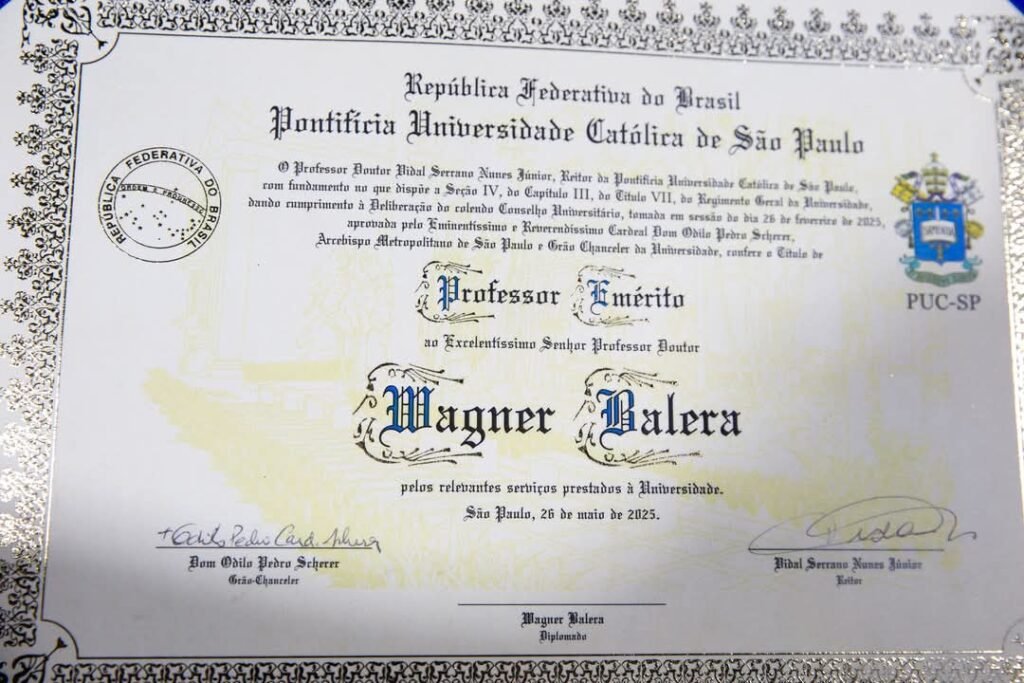 República Federativa do Brasil
Pontifícia Universidade Católica de São Paulo
O Professor Doutor Vidal Serrano Nunes Júnior, Reitor da Pontifícia Universidade Católica de São Paulo,
com fundamento no que dispõe a Seção IV, do Capítulo III, do Título VII, do Regimento Geral da Universidade,
dando cumprimento à Deliberação do colendo Conselho Universitário, tomada em sessão do dia 26 de fevereiro de 2025,
aprovada pelo Eminentíssimo e Reverendíssimo Cardeal Dom Odilo Pedro Scherer,
Arcebispo Metropolitano de São Paulo e Grão Chanceler da Universidade, confere o Título de
REPÚBLICA FEDERATIVA DO BRASIL
ORDEM E PROGRESSO
SAPIENTIA
PUC-SP
Professor Emérito
ao Excelentíssimo Senhor Professor Doutor
Wagner Balera
pelos relevantes serviços prestados à Universidade.
São Paulo, 26 de maio de 2025.
+ Odilo Pedro Card. Scherer
Dom Odilo Pedro Scherer
Grão-Chanceler
Vidal Serrano Nunes Júnior
Reitor
Wagner Balera
Diplomado